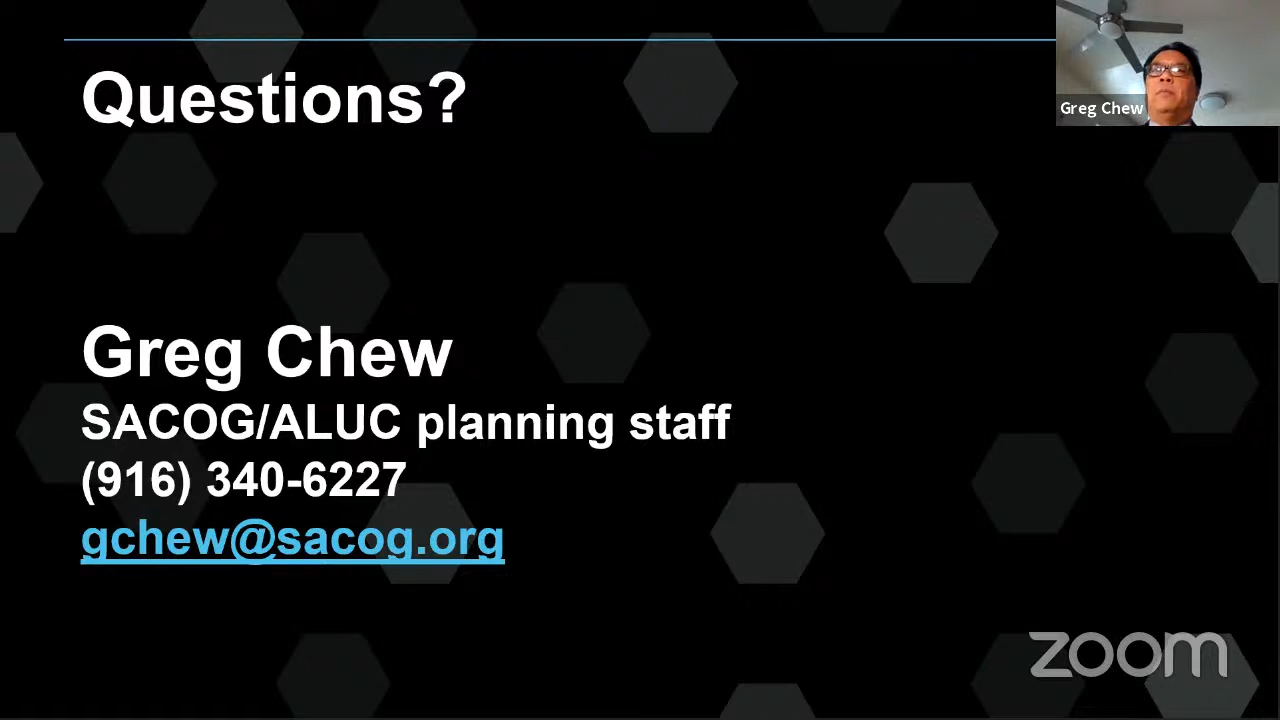 Questions?
Greg Chew
Greg Chew
SACOG/ALUC planning staff
(916) 340-6227
gchew@sacog.org
zoom